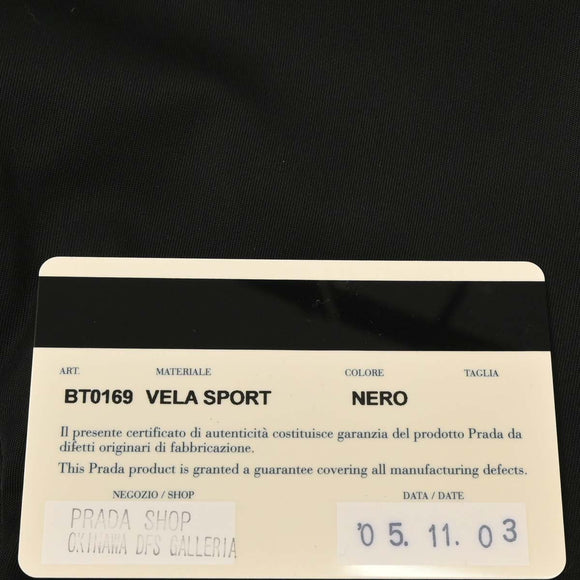 ART. MATERIALE COLORE TAGLIA
BT0169 VELA SPORT NERO
Il presente certificato di autenticità costituisce garanzia del prodotto Prada da
difetti originari di fabbricazione.
This Prada product is granted a guarantee covering all manufacturing defects.
NEGOZIO / SHOP DATA / DATE
PRADA SHOP
OKINAWA DFS GALLERIA
'05.11.03